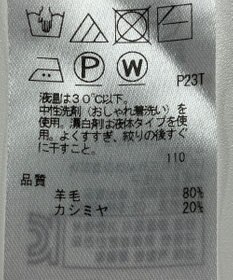 P W
P23T
液温は30℃以下。
中性洗剤(おしゃれ着洗い)を
使用。漂白剤は液体タイプを使
用。よくすすぎ、絞りの後すぐ
に干すこと。
110
品質
羊毛 80%
カシミヤ 20%